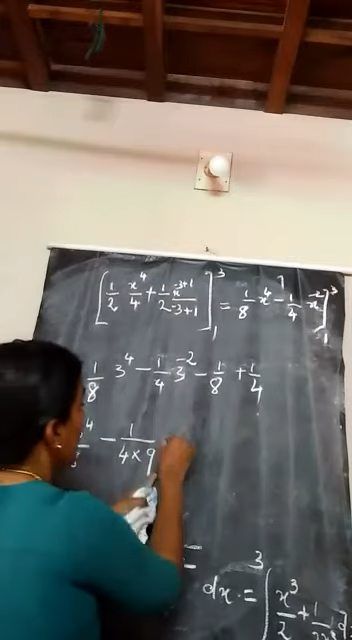 [1/2 x^4/4 + 1/2 x^-3+1/-3+1]_1^3 = 1/8 x^4 - 1/4 x^-2]_1^3
1/8 3^4 - 1/4 3^-2 - 1/8 + 1/4
4 - 1/4×9
=
dx = ∫^3 x^3/2 + 1/